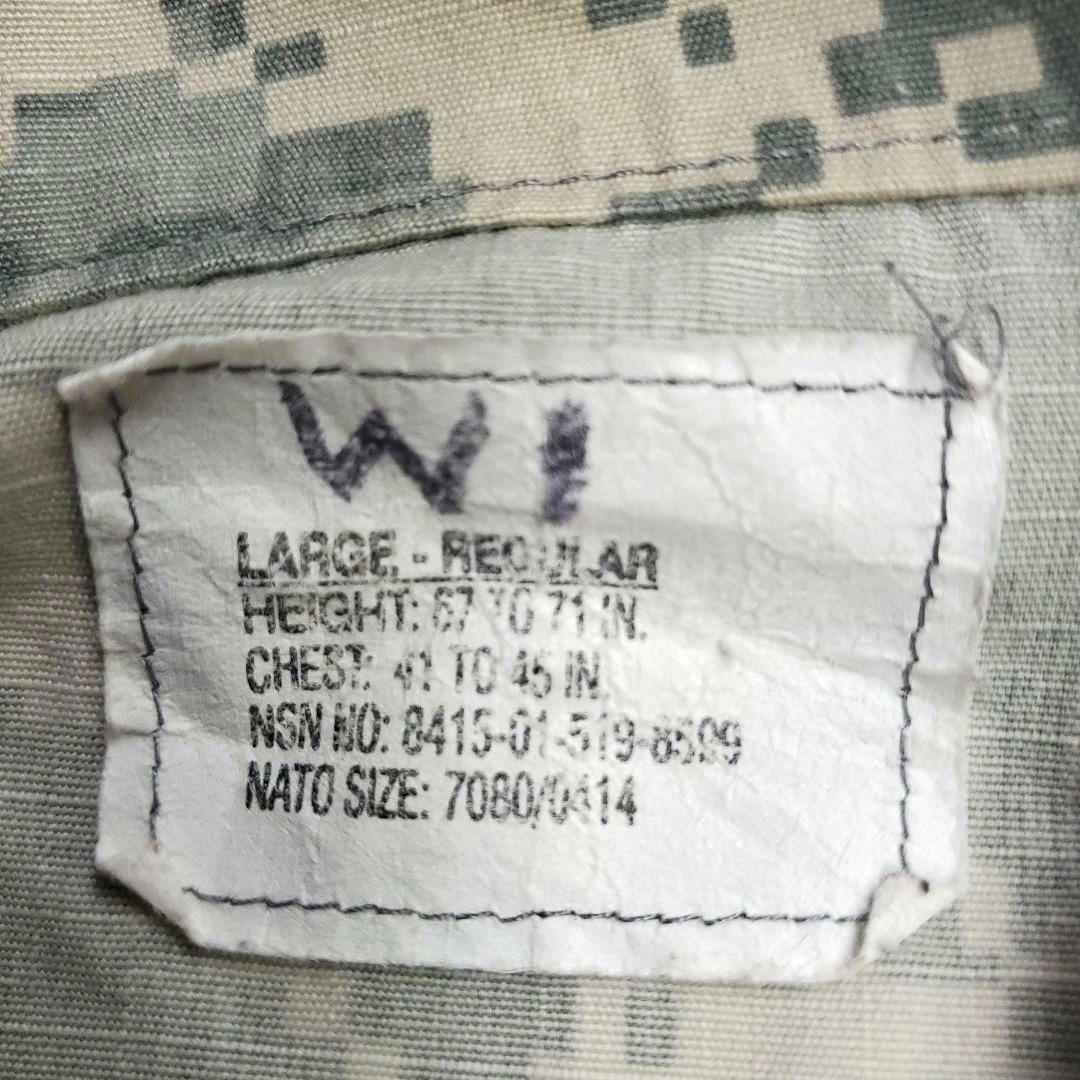 WI
LARGE - REGULAR
HEIGHT: 67 TO 71 IN.
CHEST: 41 TO 45 IN.
NSN NO: 8415-01-519-8599
NATO SIZE: 7080/0414